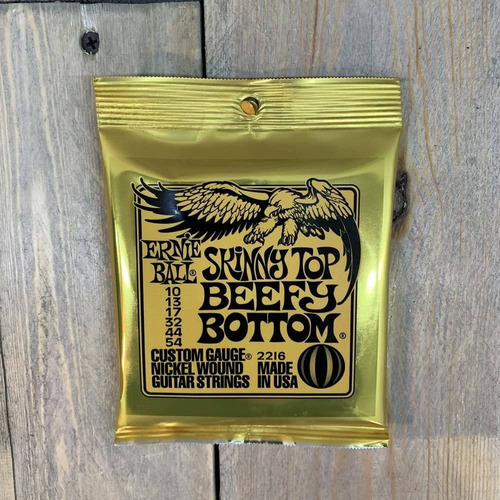 ERNIE
BALL®
SKINNY TOP
BEEFY
BOTTOM®
10
13
17
32
44
54
CUSTOM GAUGE® 2216
NICKEL WOUND MADE
GUITAR STRINGS IN USA